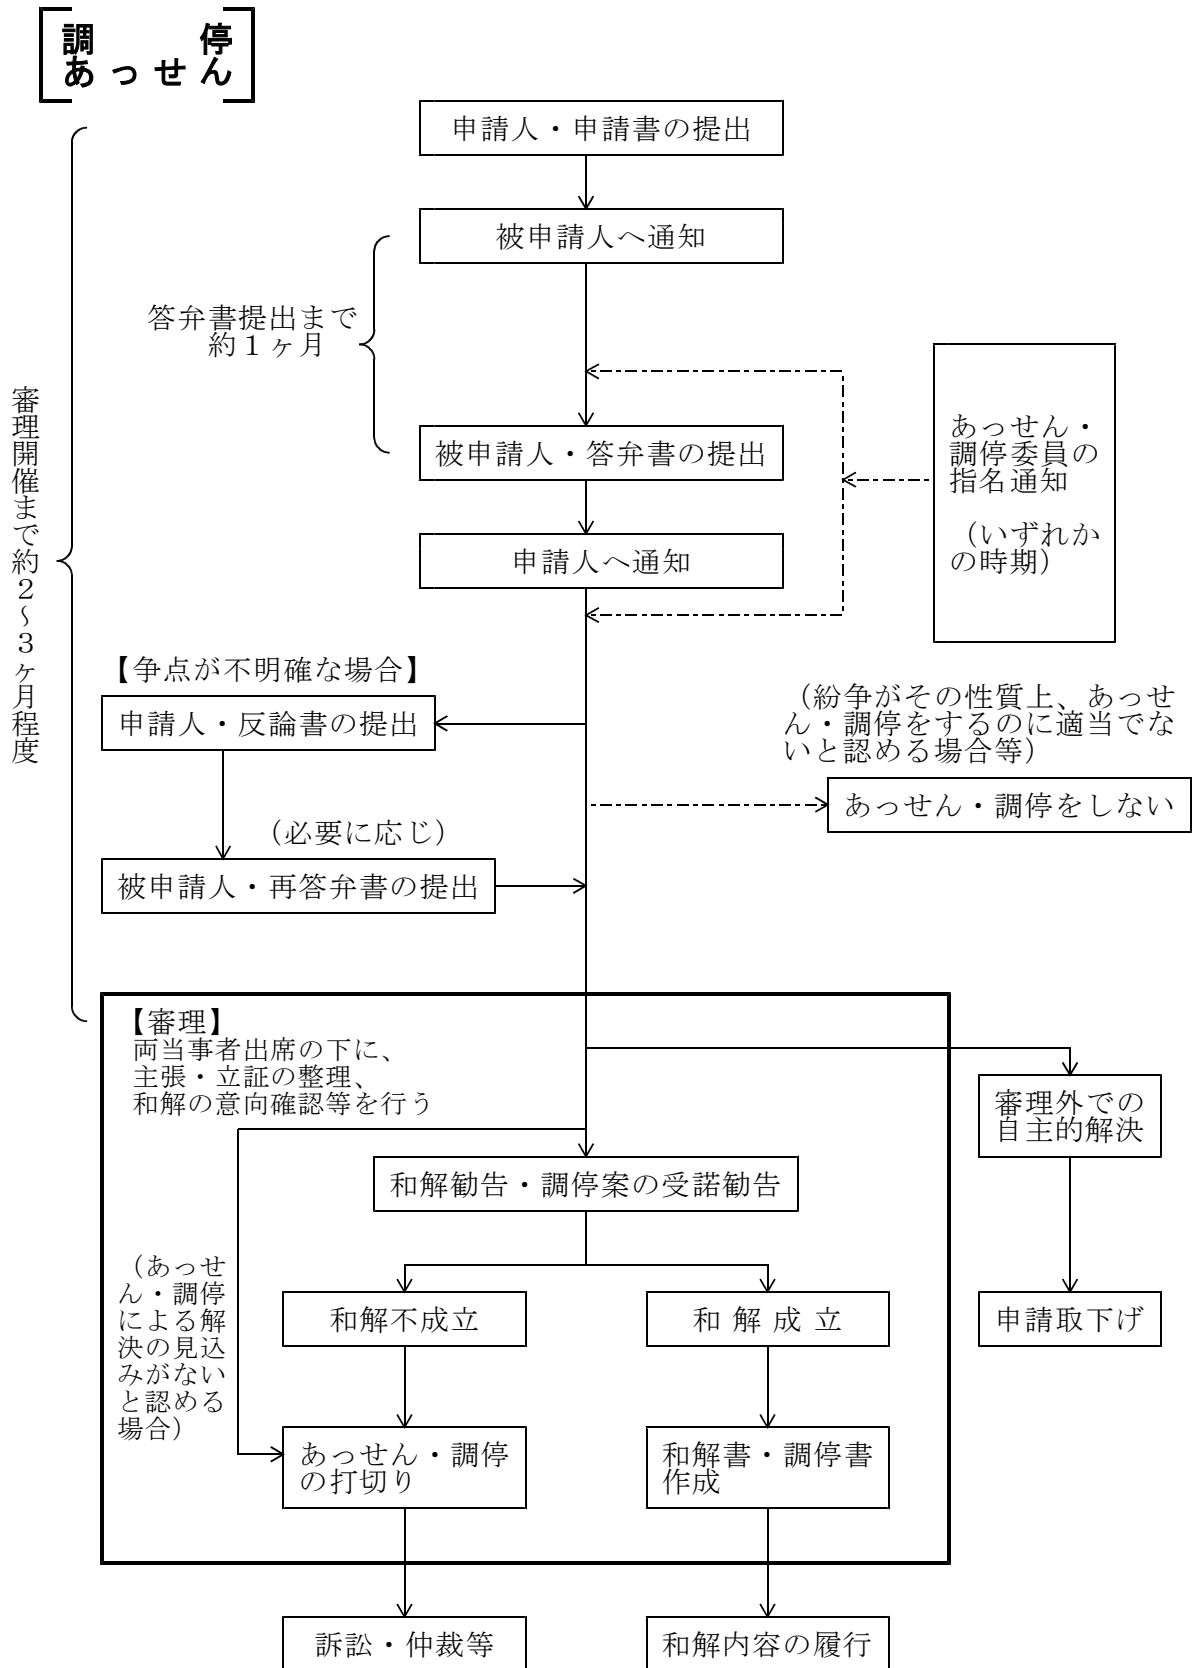 調停
あっせん
申請人・申請書の提出
被申請人へ通知
答弁書提出まで
約１ヶ月
審理開催まで約２～３ヶ月程度
あっせん・
調停委員の
指名通知
（いずれか
の時期）
被申請人・答弁書の提出
申請人へ通知
【争点が不明確な場合】
申請人・反論書の提出
（紛争がその性質上、あっせ
ん・調停をするのに適当でな
いと認める場合等）
あっせん・調停をしない
（必要に応じ）
被申請人・再答弁書の提出
【審理】
両当事者出席の下に、
主張・立証の整理、
和解の意向確認等を行う
審理外での
自主的解決
和解勧告・調停案の受諾勧告
（あっせ
ん・調停
による解
決の見込
みがない
と認める
場合）
和解不成立
和解成立
申請取下げ
あっせん・調停
の打切り
和解書・調停書
作成
訴訟・仲裁等
和解内容の履行